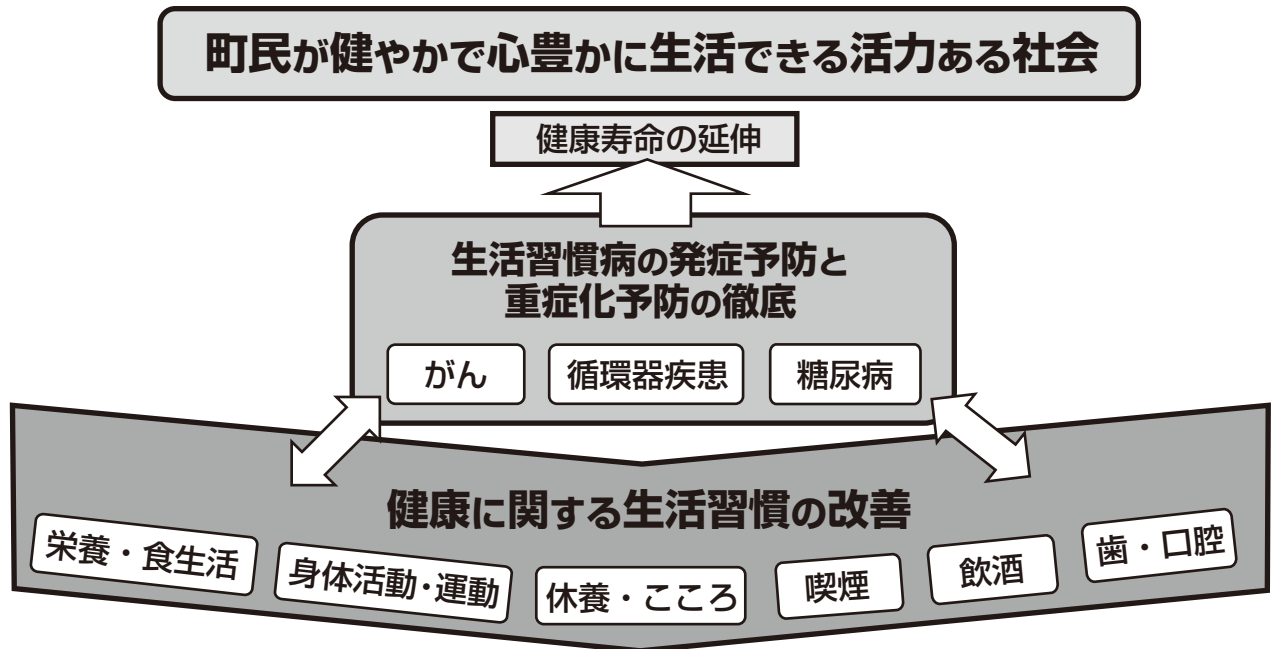 町民が健やかで心豊かに生活できる活力ある社会
健康寿命の延伸
生活習慣病の発症予防と
重症化予防の徹底
がん
循環器疾患
糖尿病
健康に関する生活習慣の改善
栄養・食生活
身体活動・運動
休養・こころ
喫煙
飲酒
歯・口腔